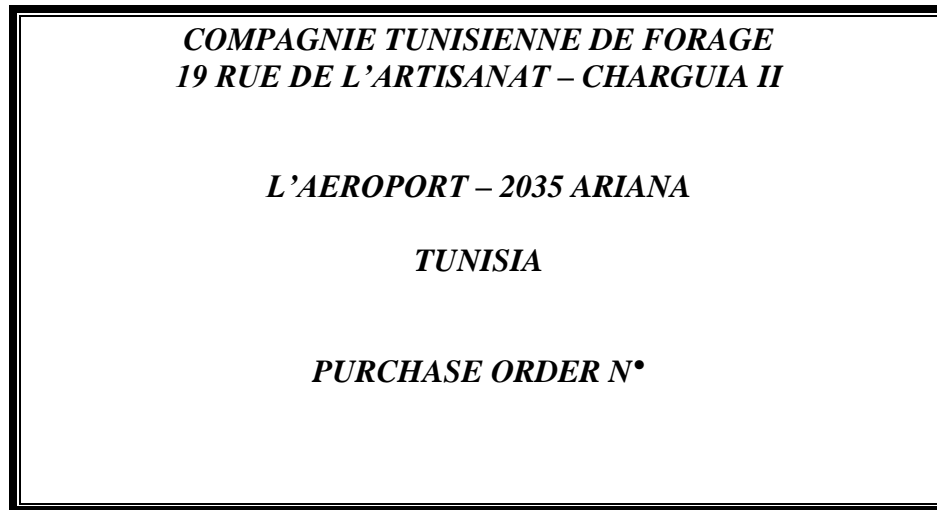 COMPAGNIE TUNISIENNE DE FORAGE
19 RUE DE L’ARTISANAT – CHARGUIA II
L’AEROPORT – 2035 ARIANA
TUNISIA
PURCHASE ORDER N•